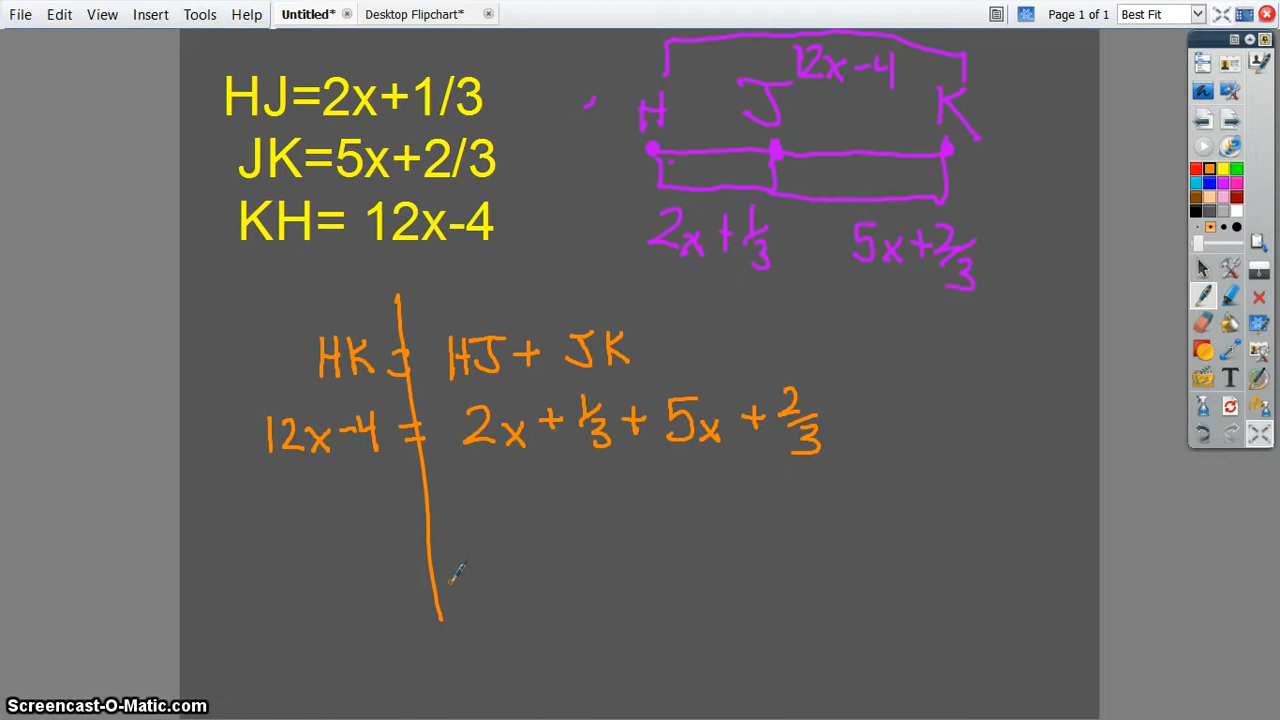 File Edit View Insert Tools Help Page 1 of 1 Best Fit
Untitled* Desktop Flipchart*
HJ=2x+1/3
JK=5x+2/3
KH= 12x-4
12x-4
H J K
2x + 1/3 5x + 2/3
HK = HJ + JK
12x-4 = 2x + 1/3 + 5x + 2/3
T
Screencast-O-Matic.com